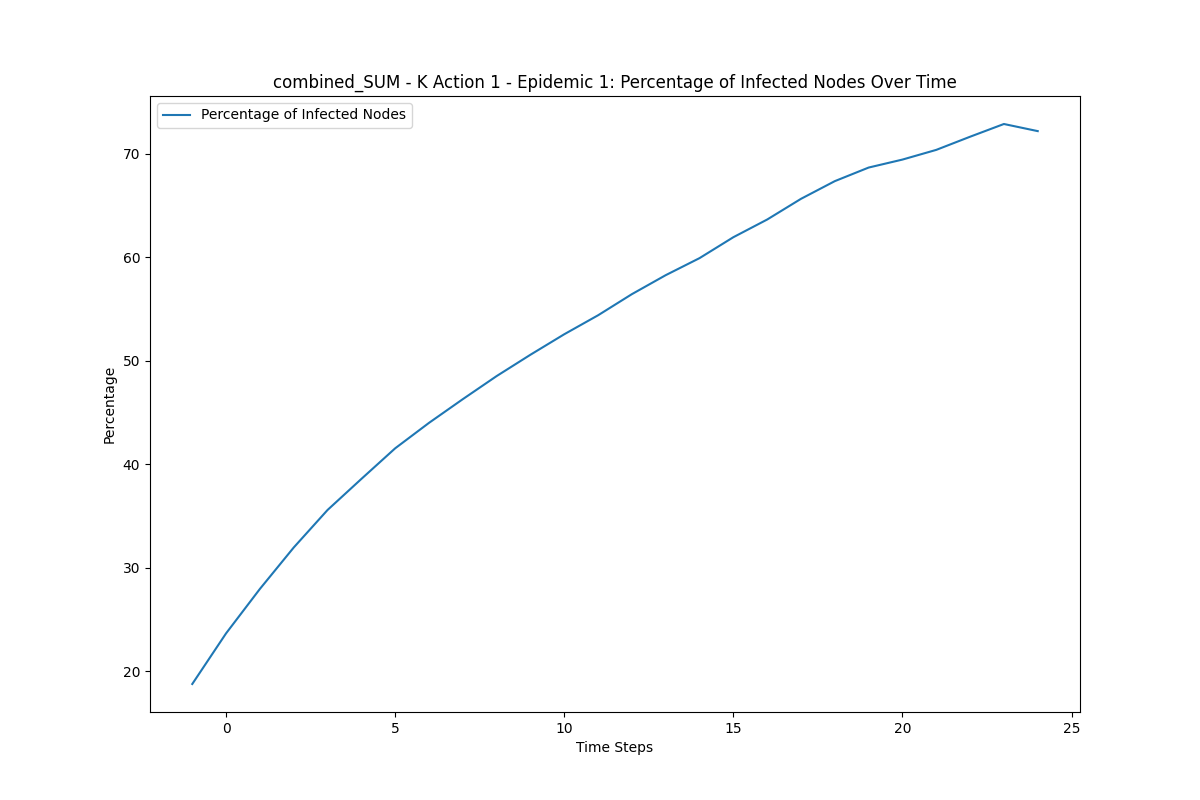 combined_SUM - K Action 1 - Epidemic 1: Percentage of Infected Nodes Over Time
Percentage of Infected Nodes
70
60
50
40
30
20
Percentage
0 5 10 15 20 25
Time Steps